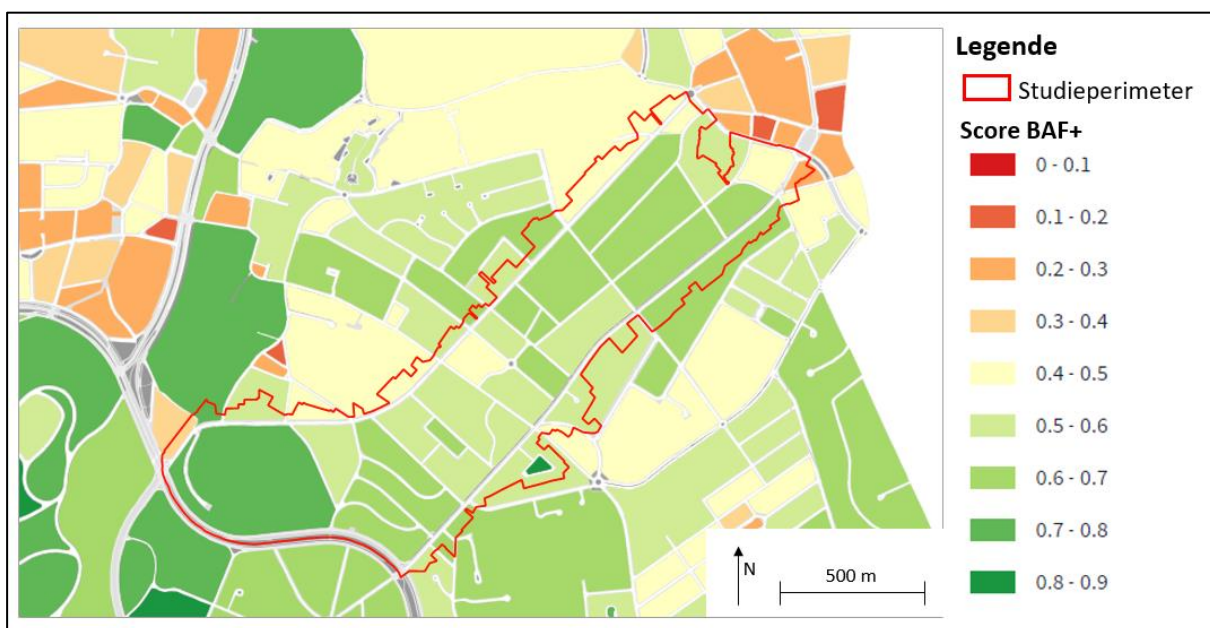 Legende
Studieperimeter
Score BAF+
0 - 0.1
0.1 - 0.2
0.2 - 0.3
0.3 - 0.4
0.4 - 0.5
0.5 - 0.6
0.6 - 0.7
0.7 - 0.8
0.8 - 0.9
N
500 m